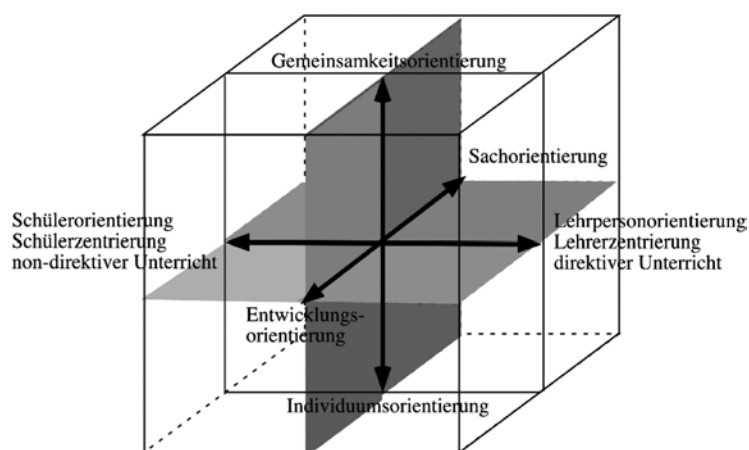 Gemeinsamkeitsorientierung
Sachorientierung
Schülerorientierung
Schülerzentrierung
non-direktiver Unterricht
Lehrpersonorientierung
Lehrerzentrierung
direktiver Unterricht
Entwicklungs-
orientierung
Individuumsorientierung